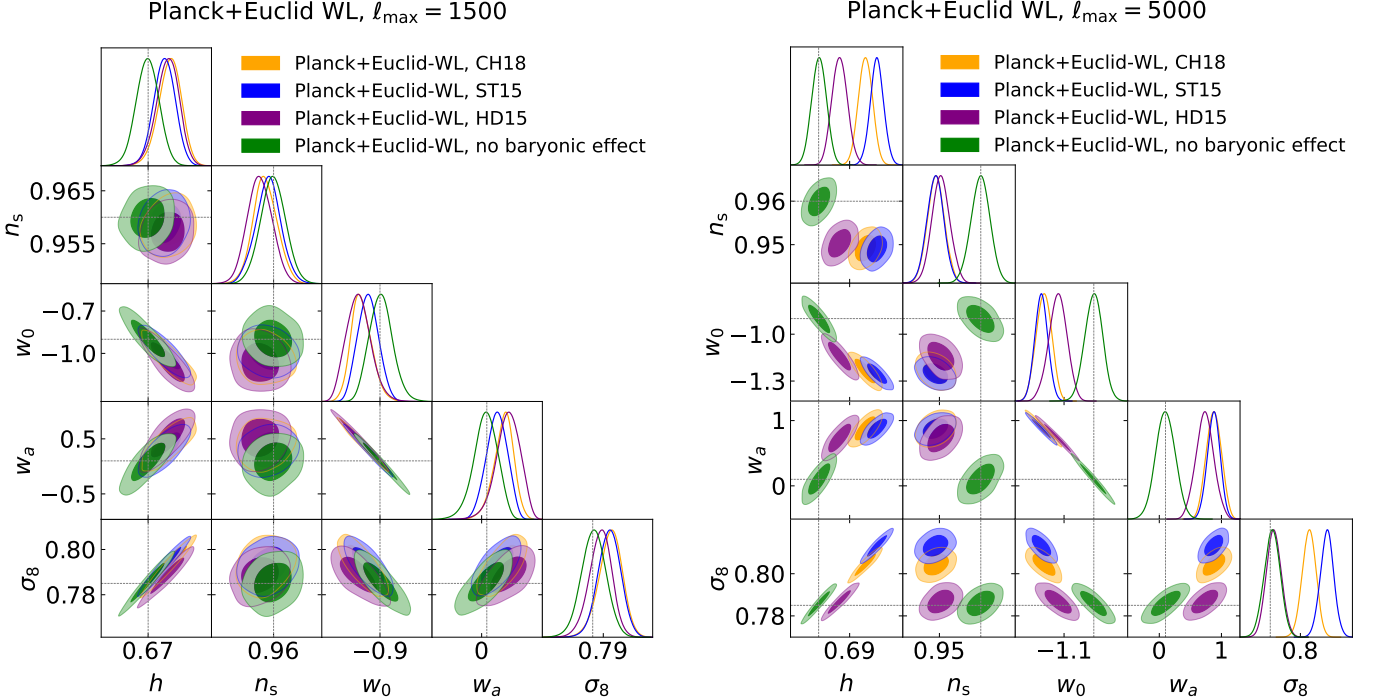 Planck+Euclid WL, ℓmax = 1500
Planck+Euclid-WL, CH18
Planck+Euclid-WL, ST15
Planck+Euclid-WL, HD15
Planck+Euclid-WL, no baryonic effect
0.965
0.955
ns
−0.7
−1.0
w0
0.5
−0.5
wa
0.80
0.78
σ8
0.67
0.96
−0.9
0
0.79
h
ns
w0
wa
σ8
Planck+Euclid WL, ℓmax = 5000
Planck+Euclid-WL, CH18
Planck+Euclid-WL, ST15
Planck+Euclid-WL, HD15
Planck+Euclid-WL, no baryonic effect
0.96
0.95
ns
−1.0
−1.3
w0
1
0
wa
0.80
0.78
σ8
0.69
0.95
−1.1
0
1
0.8
h
ns
w0
wa
σ8